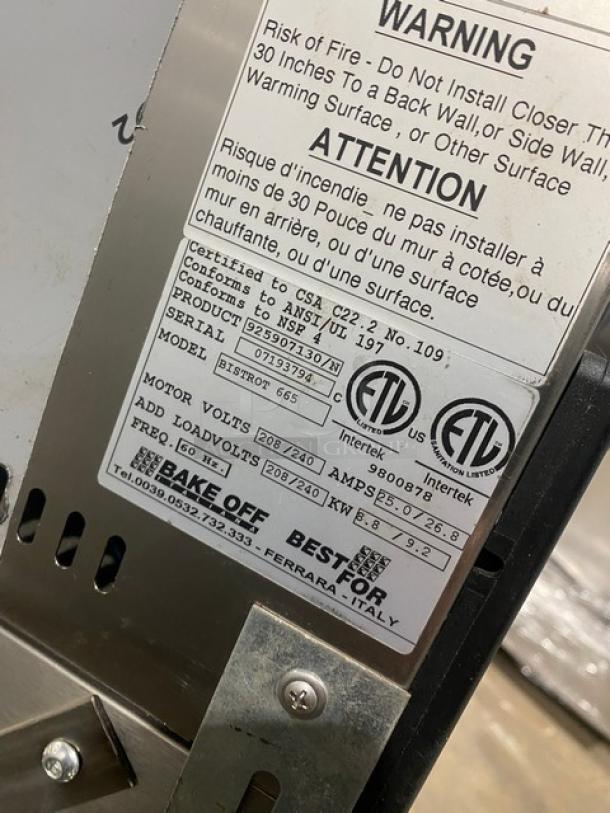 WARNING
Risk of Fire - Do Not Install Closer Th
30 Inches To a Back Wall,or Side Wall,
Warming Surface , or Other Surface
ATTENTION
Risque d'incendie_ ne pas installer à
moins de 30 Pouce du mur à cotée,ou du
mur en arrière, ou d'une surface
chauffante, ou d'une surface.
Certified to CSA C22.2 No.109
Conforms to ANSI/UL 197
Conforms to NSF 4
PRODUCT 925907130/N
SERIAL 07193794
MODEL BISTROT 665
C ETL US
LISTED
Intertek
9800878
ETL
SANITATION LISTED
Intertek
MOTOR VOLTS 208/240 AMPS 25.0/26.8
ADD LOADVOLTS 208/240 KW 8.8 /9.2
FREQ. 60 Hz.
BAKE OFF
BEST FOR
Tel.0039.0532.732.333 - FERRARA - ITALY